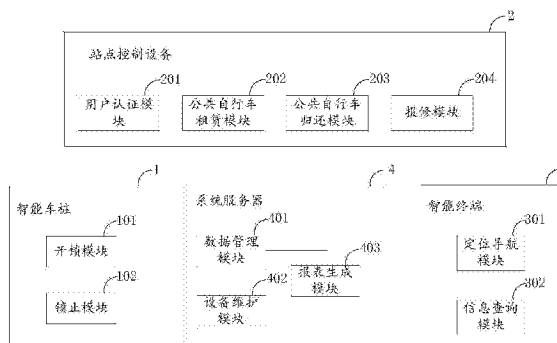 2
站点控制设备
201
202
203
204
用户认证模
块
公共自行车
租赁模块
公共自行车
归还模块
报修模块
1
4
智能车桩
系统服务器
智能终端
401
开锁模块
102
锁止模块
401
数据管理
模块
403
报表生成
模块
402
设备维护
模块
301
定位导航
模块
302
信息查询
模块